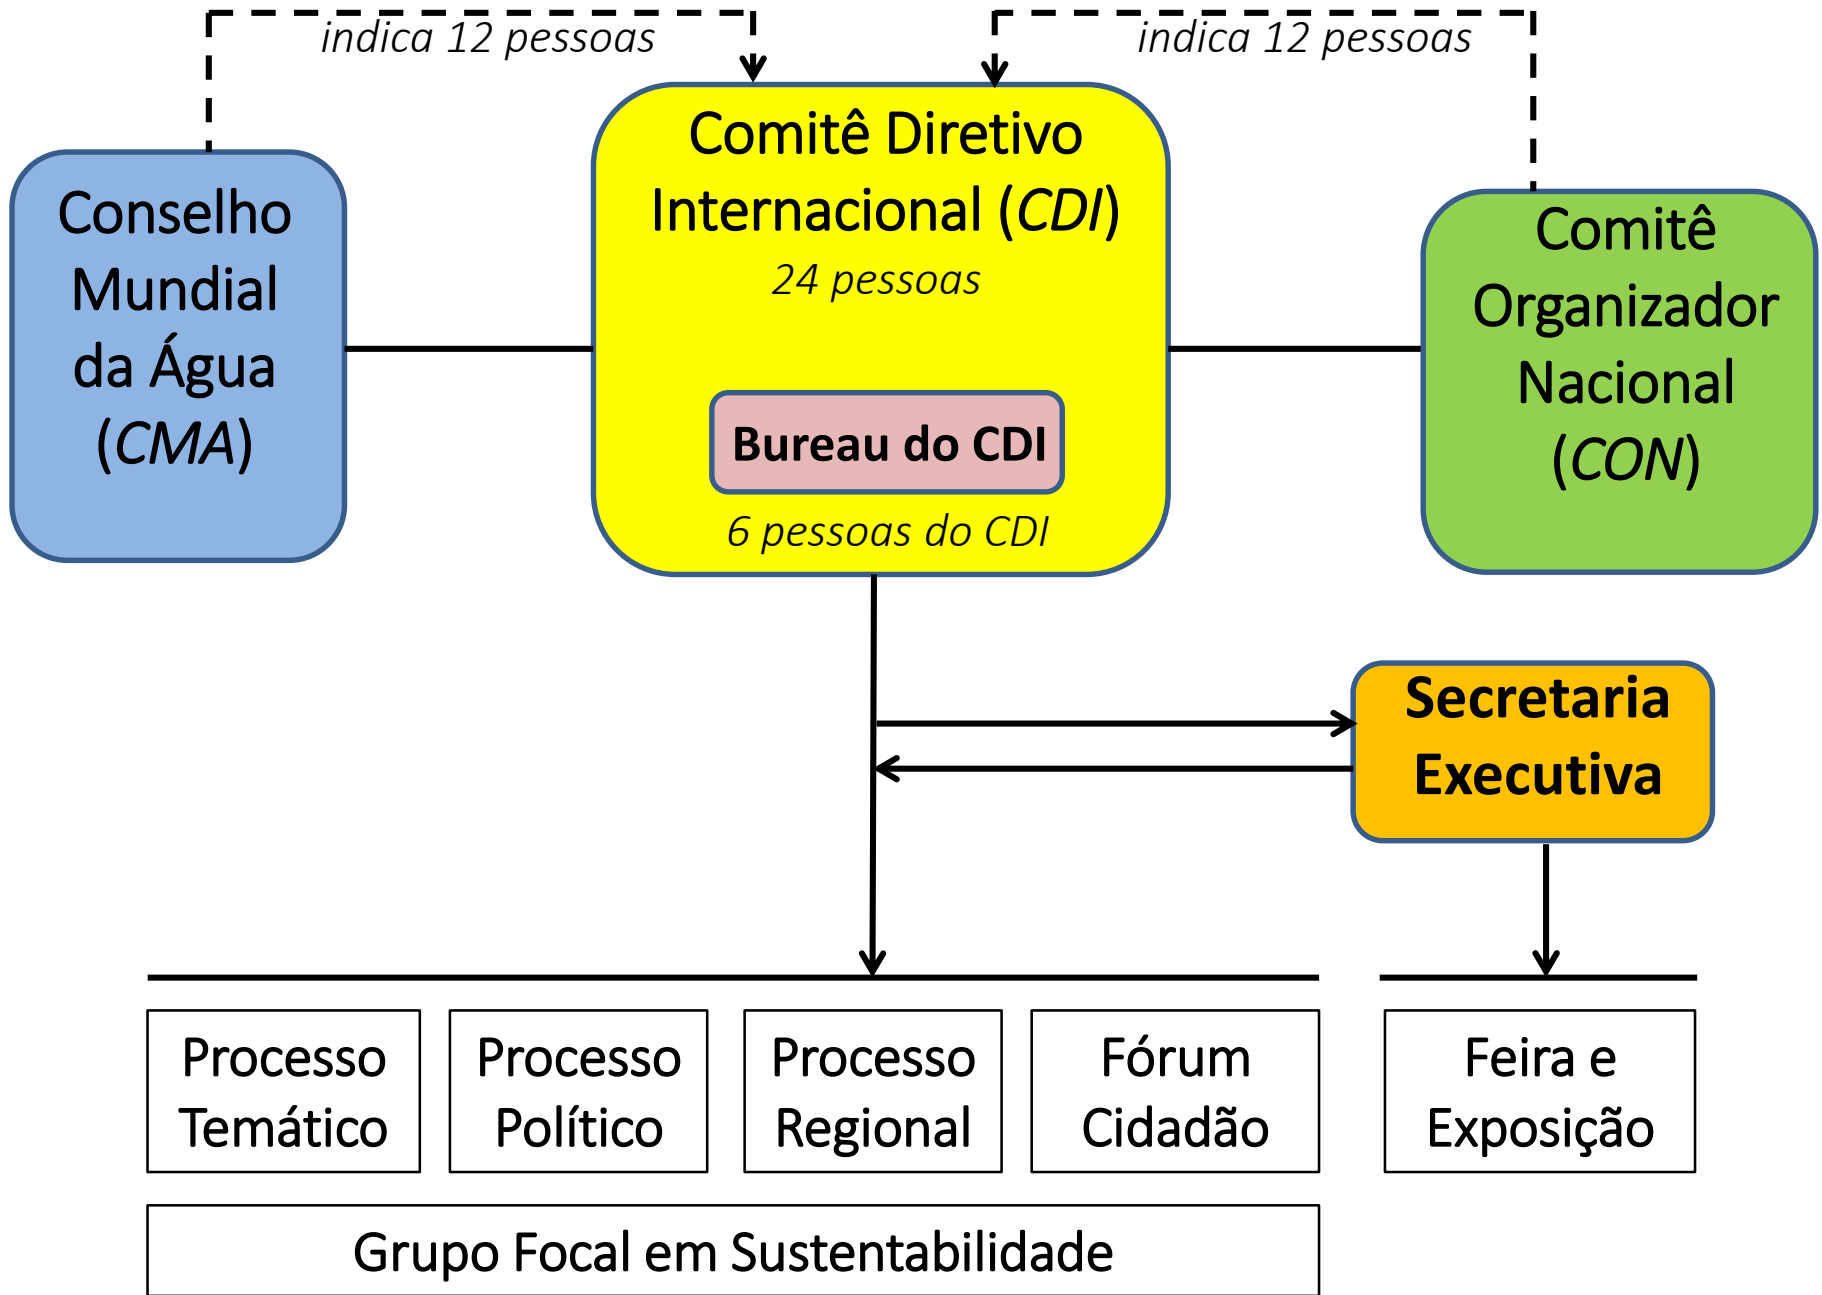 indica 12 pessoas
indica 12 pessoas
Conselho
Mundial
da Água
(CMA)
Comitê Diretivo
Internacional (CDI)
24 pessoas
Bureau do CDI
6 pessoas do CDI
Comitê
Organizador
Nacional
(CON)
Secretaria
Executiva
Processo
Temático
Processo
Político
Processo
Regional
Fórum
Cidadão
Feira e
Exposição
Grupo Focal em Sustentabilidade